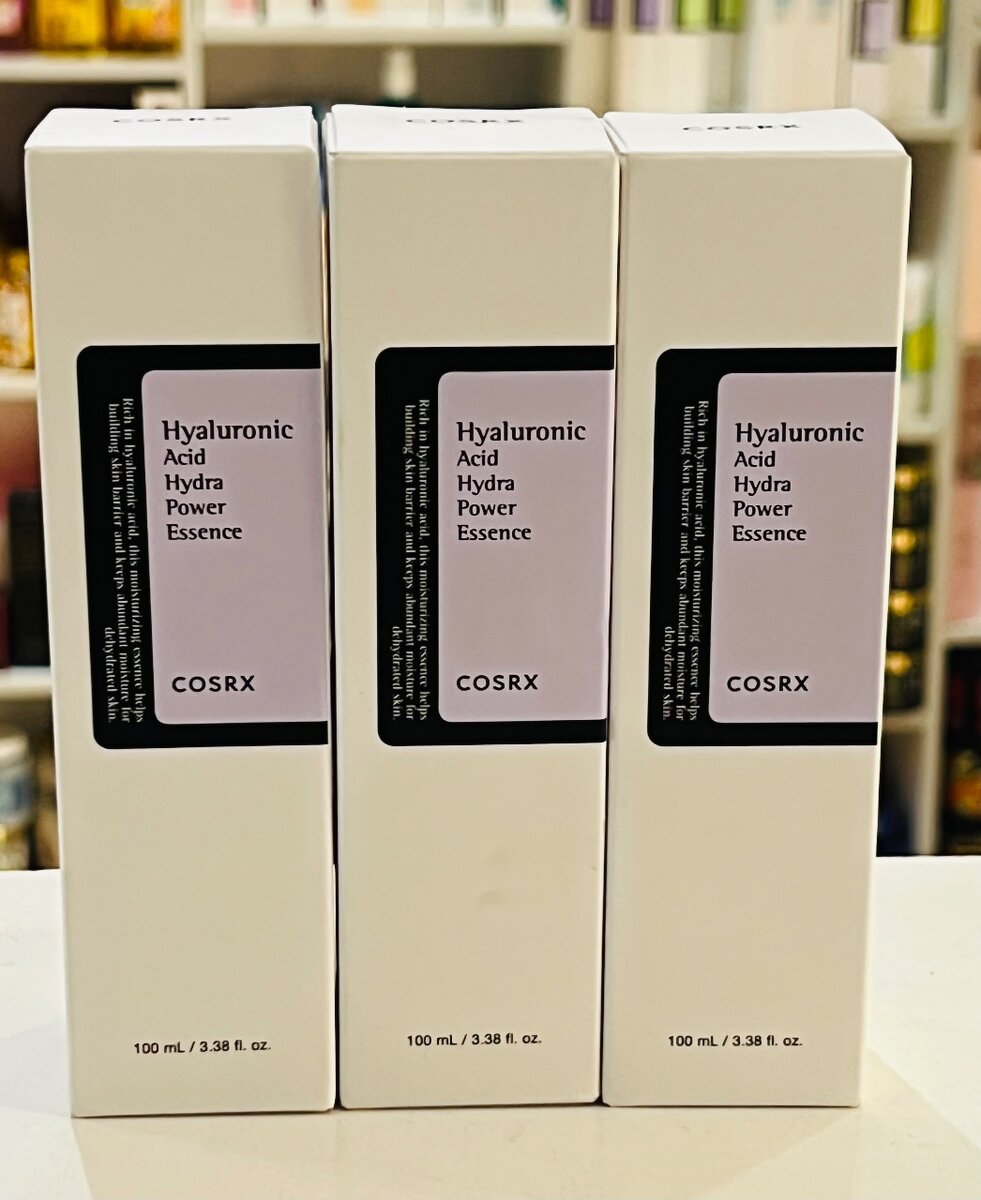 COSRX
Rich in hyaluronic acid, this moisturizing essence helps
building skin barrier and keeps abundant moisture for
dehydrated skin.
Hyaluronic
Acid
Hydra
Power
Essence
COSRX
100 mL / 3.38 fl. oz.
COSRX
Rich in hyaluronic acid, this moisturizing essence helps
building skin barrier and keeps abundant moisture for
dehydrated skin.
Hyaluronic
Acid
Hydra
Power
Essence
COSRX
100 mL / 3.38 fl. oz.
COSRX
Rich in hyaluronic acid, this moisturizing essence helps
building skin barrier and keeps abundant moisture for
dehydrated skin.
Hyaluronic
Acid
Hydra
Power
Essence
COSRX
100 mL / 3.38 fl. oz.